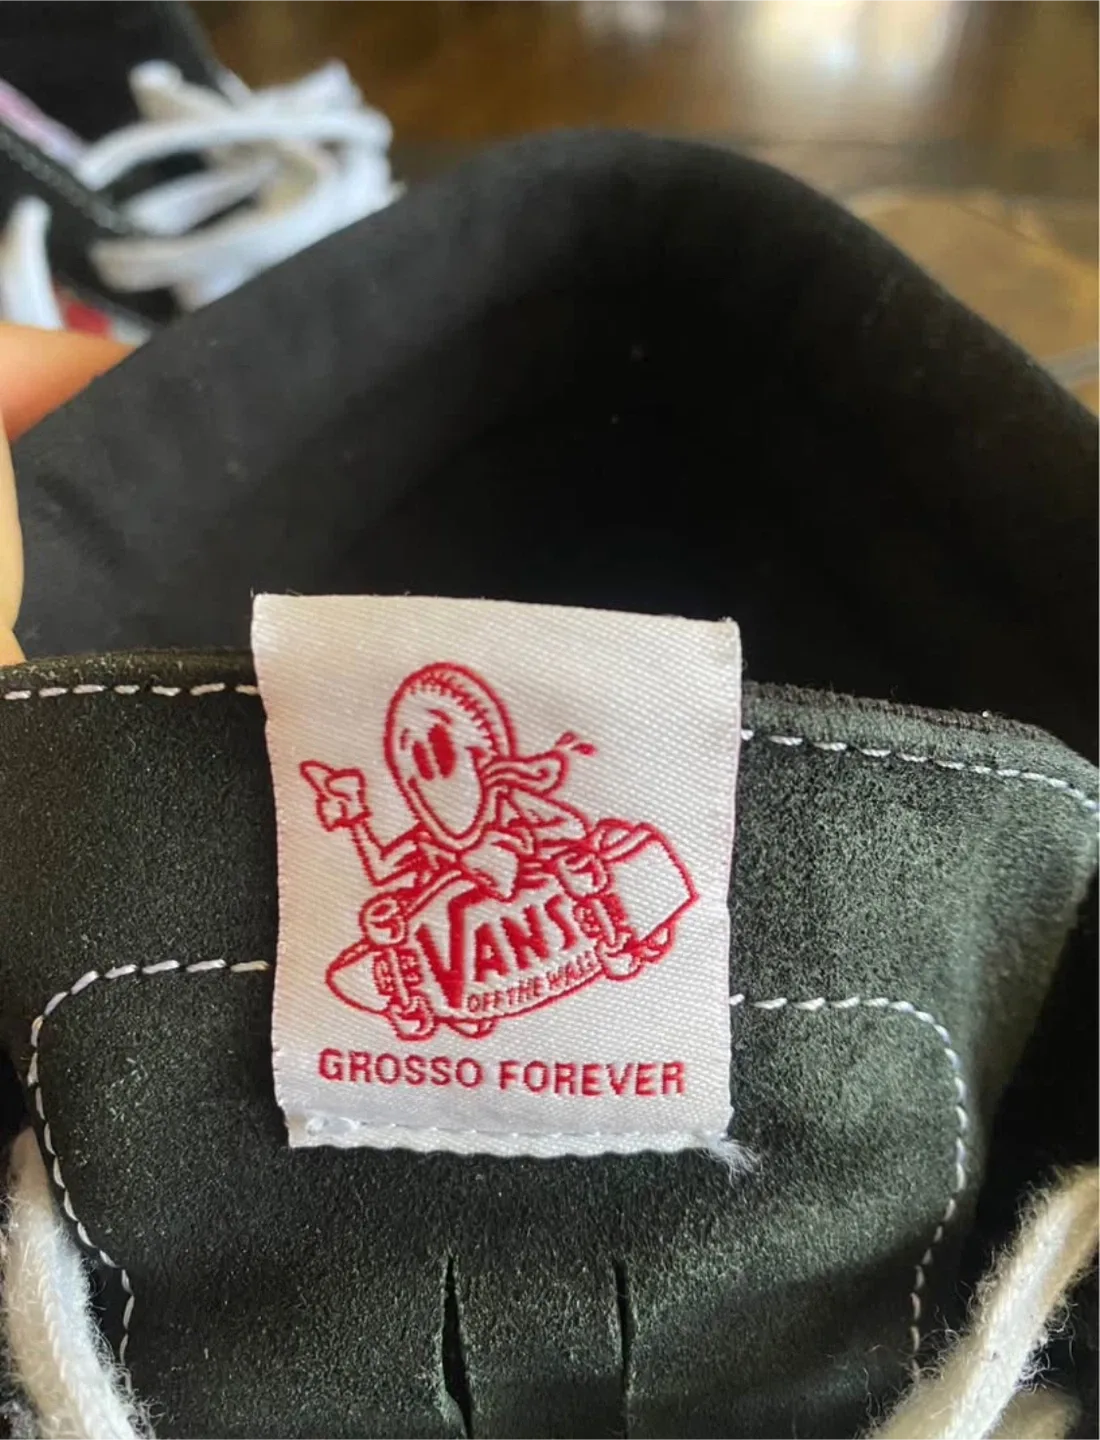 VANS
OFF THE WALL
GROSSO FOREVER